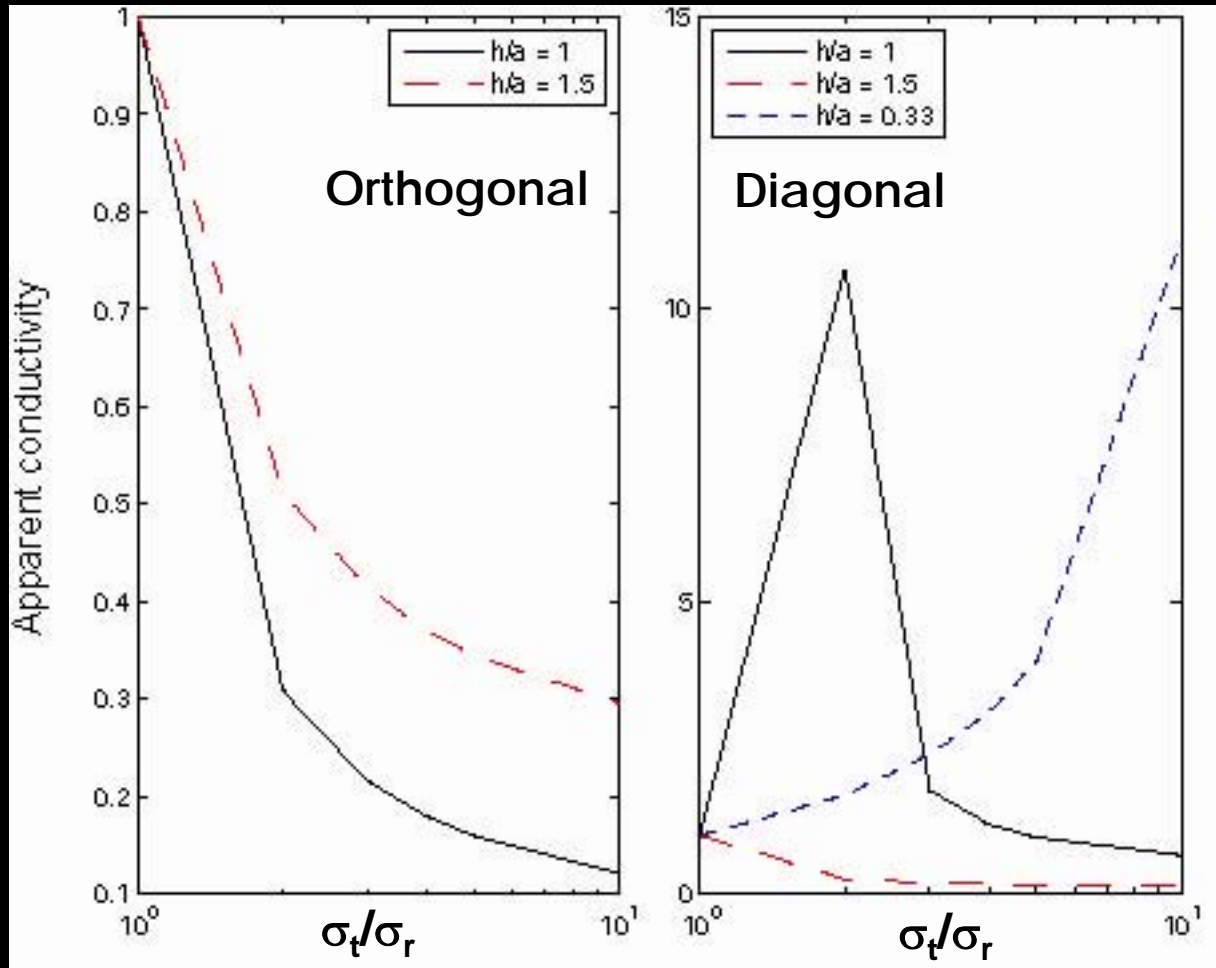 Apparent conductivity
1
0.9
0.8
0.7
0.6
0.5
0.4
0.3
0.2
0.1
h/a = 1
h/a = 1.5
Orthogonal
10⁰
10¹
σt/σr
15
10
5
0
h/a = 1
h/a = 1.5
h/a = 0.33
Diagonal
10⁰
10¹
σt/σr